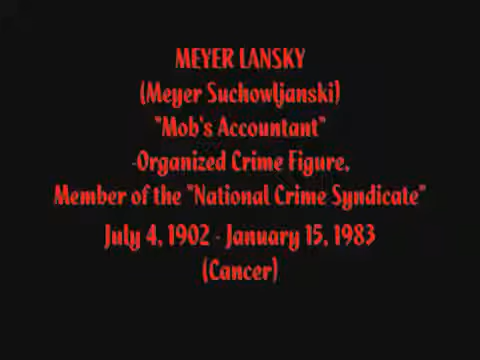 MEYER LANSKY
(Meyer Suchowljanski)
"Mob's Accountant"
-Organized Crime Figure,
Member of the "National Crime Syndicate"
July 4, 1902 - January 15, 1983
(Cancer)